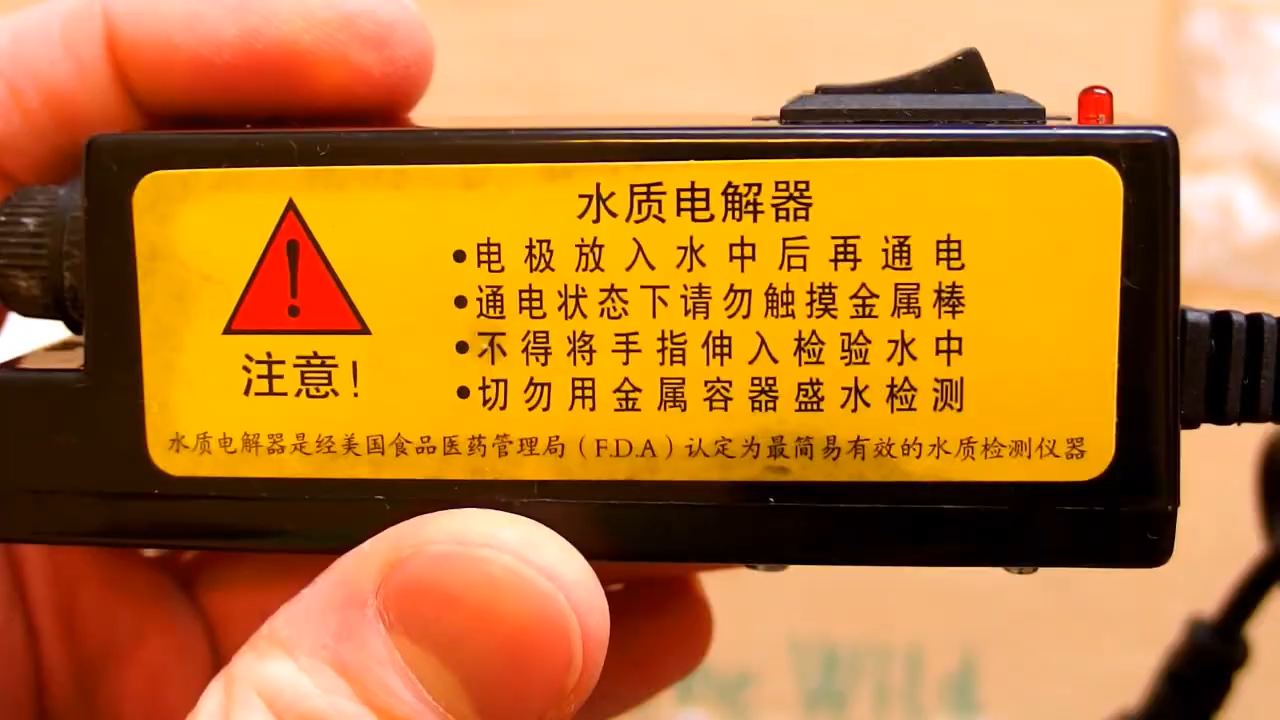 水质电解器
•电极放入水中后再通电
•通电状态下请勿触摸金属棒
•不得将手指伸入检验水中
•切勿用金属容器盛水检测
注意!
水质电解器是经美国食品医药管理局(F.D.A)认定为最简易有效的水质检测仪器